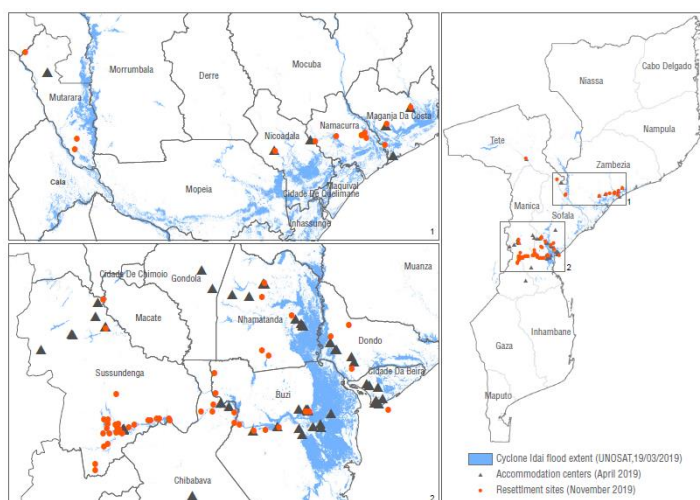 Morrumbala
Derre
Mocuba
Mutarara
Maganja Da Costa
Namacurra
Nicoadala
Caia
Mopeia
Maquival
Cidade De Quelimane
Inhassunge
1
Cidade De Chimoio
Gondola
Muanza
Macate
Nhamatanda
Dondo
Sussundenga
Cidade Da Beira
Buzi
Chibabava
2
Cabo Delgado
Niassa
Nampula
Tete
Zambezia
1
Manica
Sofala
2
Inhambane
Gaza
Maputo
Cyclone Idai flood extent (UNOSAT,19/03/2019)
Accommodation centers (April 2019)
Resettlment sites (November 2019)